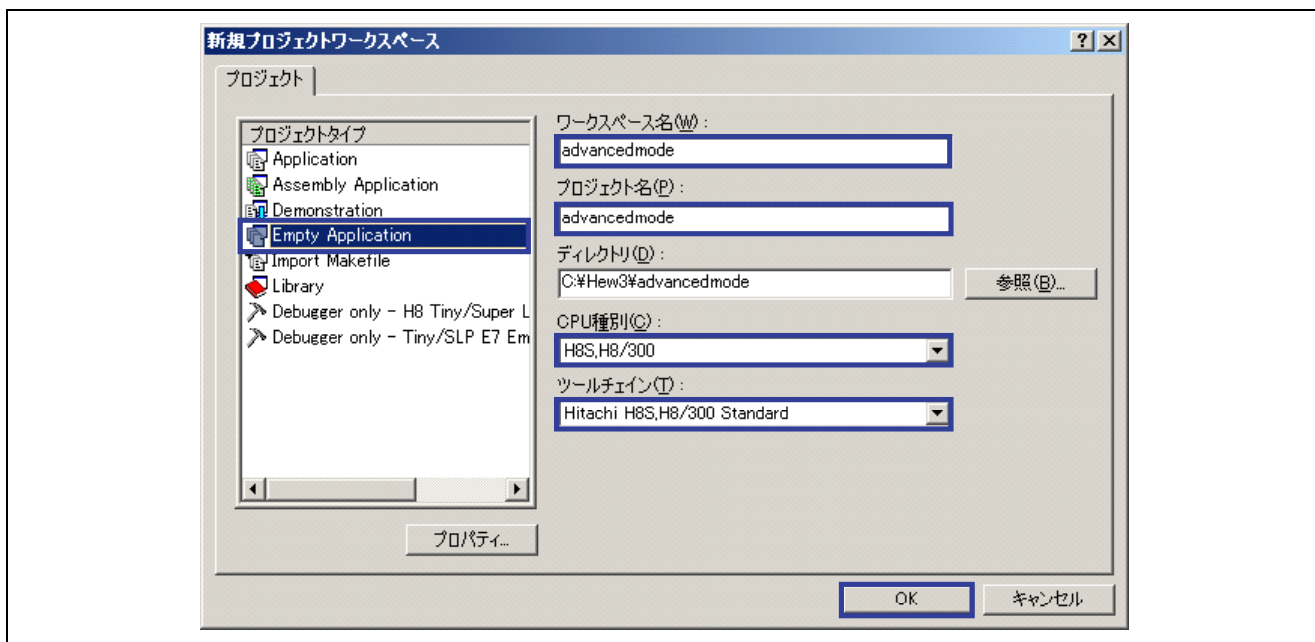 新規プロジェクトワークスペース
プロジェクト
プロジェクトタイプ
Application
Assembly Application
Demonstration
Empty Application
Import Makefile
Library
Debugger only - H8 Tiny/Super L
Debugger only - Tiny/SLP E7 Em
プロパティ...
ワークスペース名(W):
advancedmode
プロジェクト名(P):
advancedmode
ディレクトリ(D):
C:¥Hew3¥advancedmode
参照(B)...
CPU種別(C):
H8S,H8/300
ツールチェイン(T):
Hitachi H8S,H8/300 Standard
OK
キャンセル